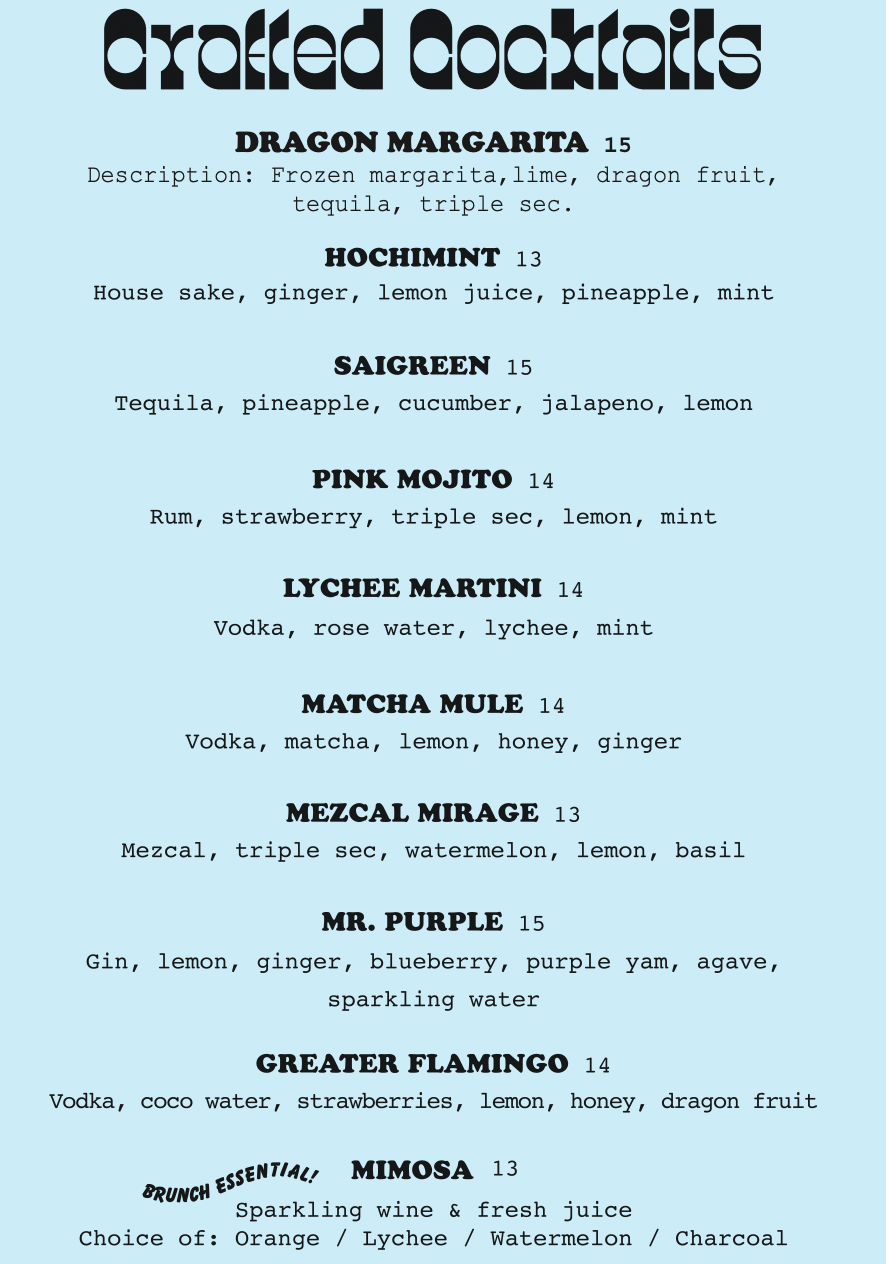 Crafted Cocktails
DRAGON MARGARITA 15
Description: Frozen margarita,lime, dragon fruit,
tequila, triple sec.
HOCHIMINT 13
House sake, ginger, lemon juice, pineapple, mint
SAIGREEN 15
Tequila, pineapple, cucumber, jalapeno, lemon
PINK MOJITO 14
Rum, strawberry, triple sec, lemon, mint
LYCHEE MARTINI 14
Vodka, rose water, lychee, mint
MATCHA MULE 14
Vodka, matcha, lemon, honey, ginger
MEZCAL MIRAGE 13
Mezcal, triple sec, watermelon, lemon, basil
MR. PURPLE 15
Gin, lemon, ginger, blueberry, purple yam, agave,
sparkling water
GREATER FLAMINGO 14
Vodka, coco water, strawberries, lemon, honey, dragon fruit
BRUNCH ESSENTIAL! MIMOSA 13
Sparkling wine & fresh juice
Choice of: Orange / Lychee / Watermelon / Charcoal